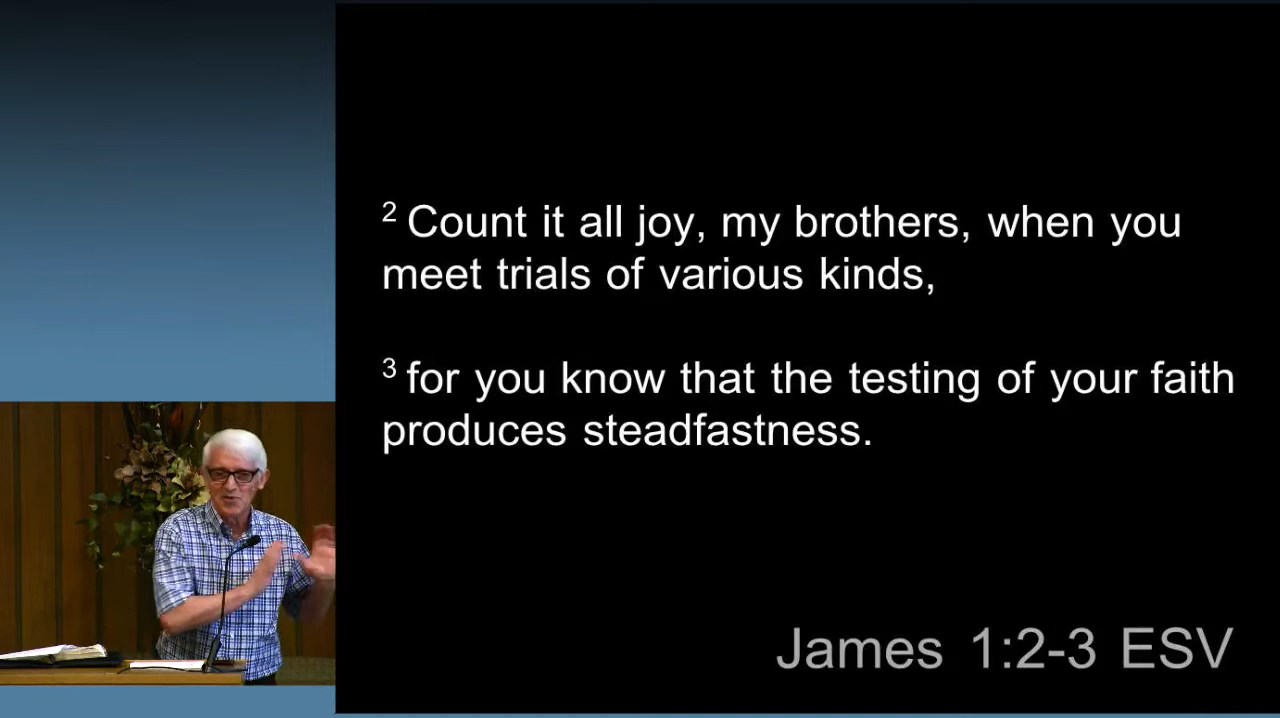 2 Count it all joy, my brothers, when you
meet trials of various kinds,
3 for you know that the testing of your faith
produces steadfastness.
James 1:2-3 ESV